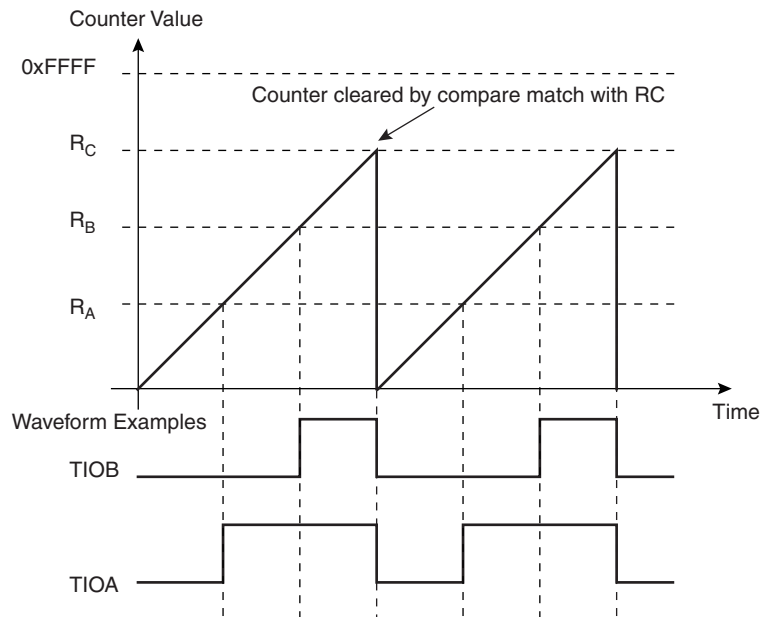 Counter Value
0xFFFF
Counter cleared by compare match with RC
RC
RB
RA
Time
Waveform Examples
TIOB
TIOA